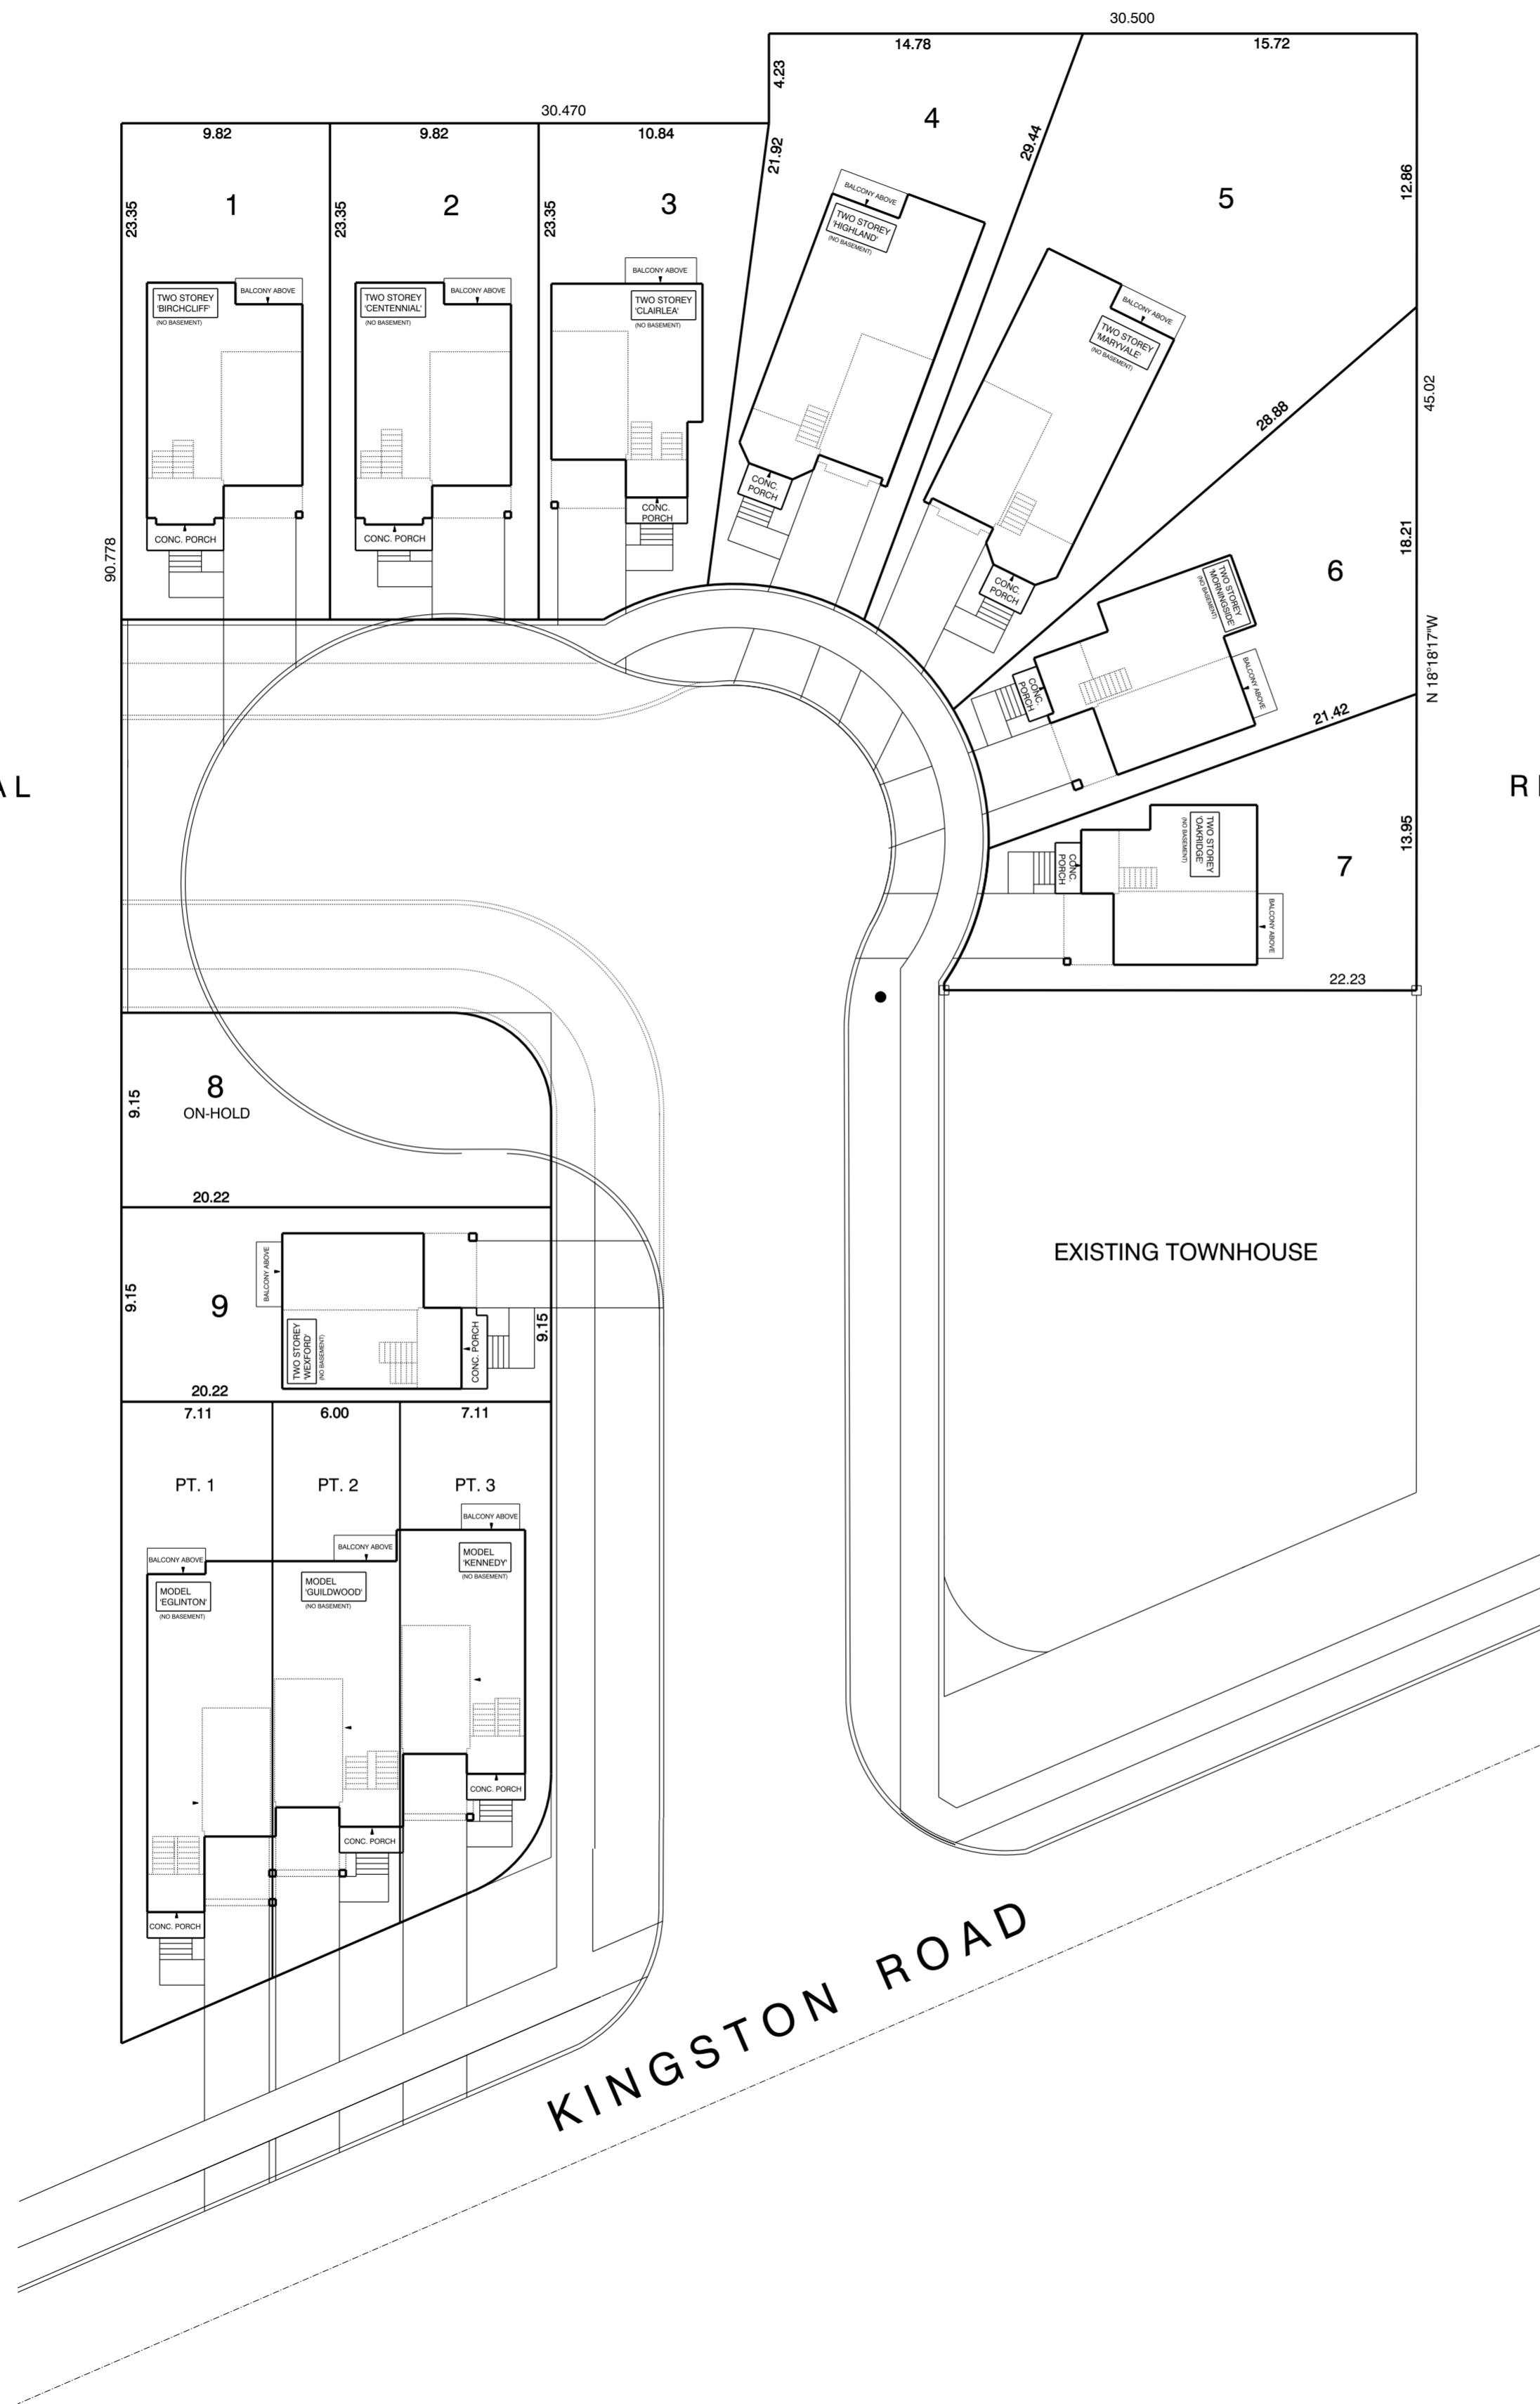 30.500
14.78
15.72
4.23
4
30.470
9.82
9.82
10.84
21.92
29.44
12.86
1
2
3
5
23.35
23.35
23.35
BALCONY ABOVE
TWO STOREY
'HIGHLAND'
(NO BASEMENT)
BALCONY ABOVE
TWO STOREY
'BIRCHCLIFF'
(NO BASEMENT)
BALCONY ABOVE
TWO STOREY
'CENTENNIAL'
(NO BASEMENT)
BALCONY ABOVE
TWO STOREY
'CLAIRLEA'
(NO BASEMENT)
BALCONY ABOVE
TWO STOREY
'MARYVALE'
(NO BASEMENT)
45.02
28.88
CONC.
PORCH
CONC.
PORCH
CONC. PORCH
CONC. PORCH
90.778
18.21
6
CONC.
PORCH
TWO STOREY
'MORNINGSIDE'
(NO BASEMENT)
N 18°18'17"W
CONC.
PORCH
BALCONY ABOVE
21.42
AL
R
TWO STOREY
'OAKRIDGE'
(NO BASEMENT)
13.95
7
CONC.
PORCH
BALCONY ABOVE
22.23
8
ON-HOLD
9.15
20.22
EXISTING TOWNHOUSE
BALCONY ABOVE
9.15
9
9.15
TWO STOREY
'WEXFORD'
(NO BASEMENT)
CONC. PORCH
20.22
7.11
6.00
7.11
PT. 1
PT. 2
PT. 3
BALCONY ABOVE
BALCONY ABOVE
BALCONY ABOVE
MODEL
'KENNEDY'
(NO BASEMENT)
MODEL
'GUILDWOOD'
(NO BASEMENT)
MODEL
'EGLINTON'
(NO BASEMENT)
CONC. PORCH
CONC. PORCH
CONC. PORCH
KINGSTON ROAD